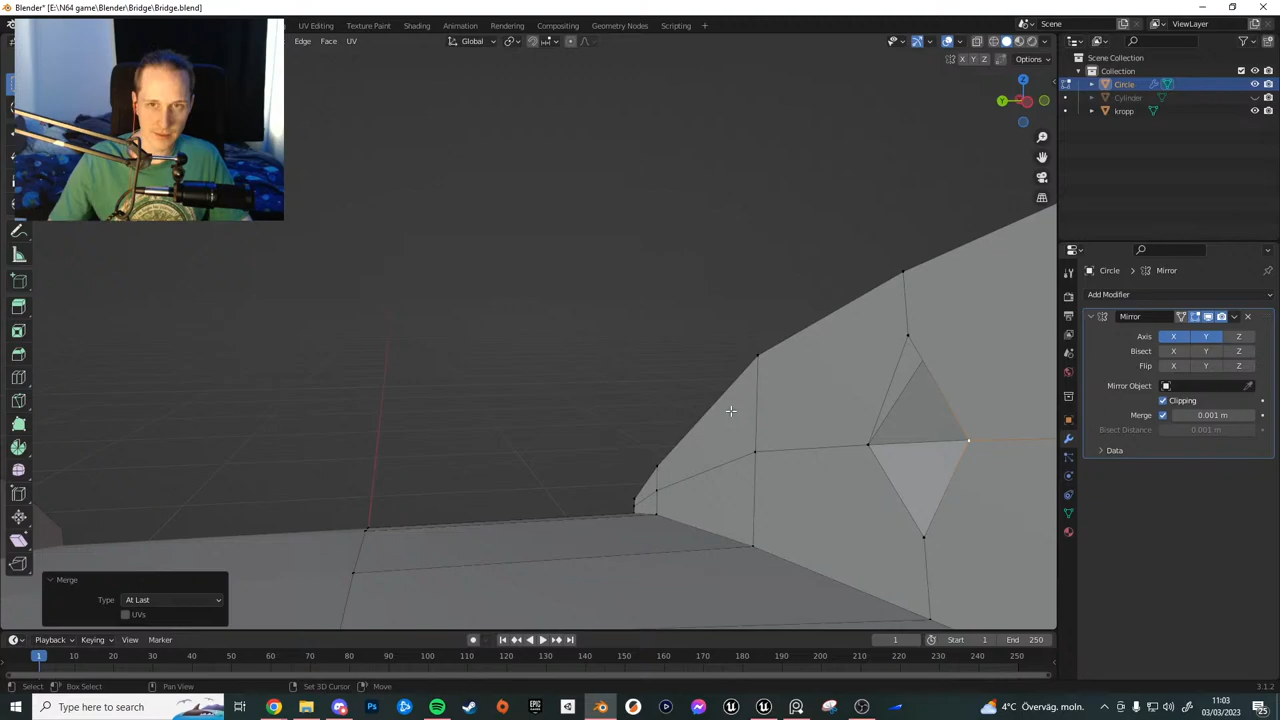 Blender* [E:\N64 game\Blender\Bridge\Bridge.blend]
UV Editing Texture Paint Shading Animation Rendering Compositing Geometry Nodes Scripting +
Scene ViewLayer
Edge Face UV Global
X Y Z Options
Scene Collection
Collection
Circle
Cylinder
kropp
Z
Y
Circle > Mirror
Add Modifier
Mirror
Axis X Y Z
Bisect X Y Z
Flip X Y Z
Mirror Object
Clipping
Merge 0.001 m
Bisect Distance 0.001 m
Data
Merge
Type At Last
UVs
Playback Keying View Marker 1 Start 1 End 250
1 10 20 30 40 50 60 70 80 90 100 110 120 130 140 150 160 170 180 190 200 210 220 230 240 250
Select Box Select Pan View Set 3D Cursor Move 3.1.2
Type here to search
4°C Överväg. moln.
11:03
03/03/2023